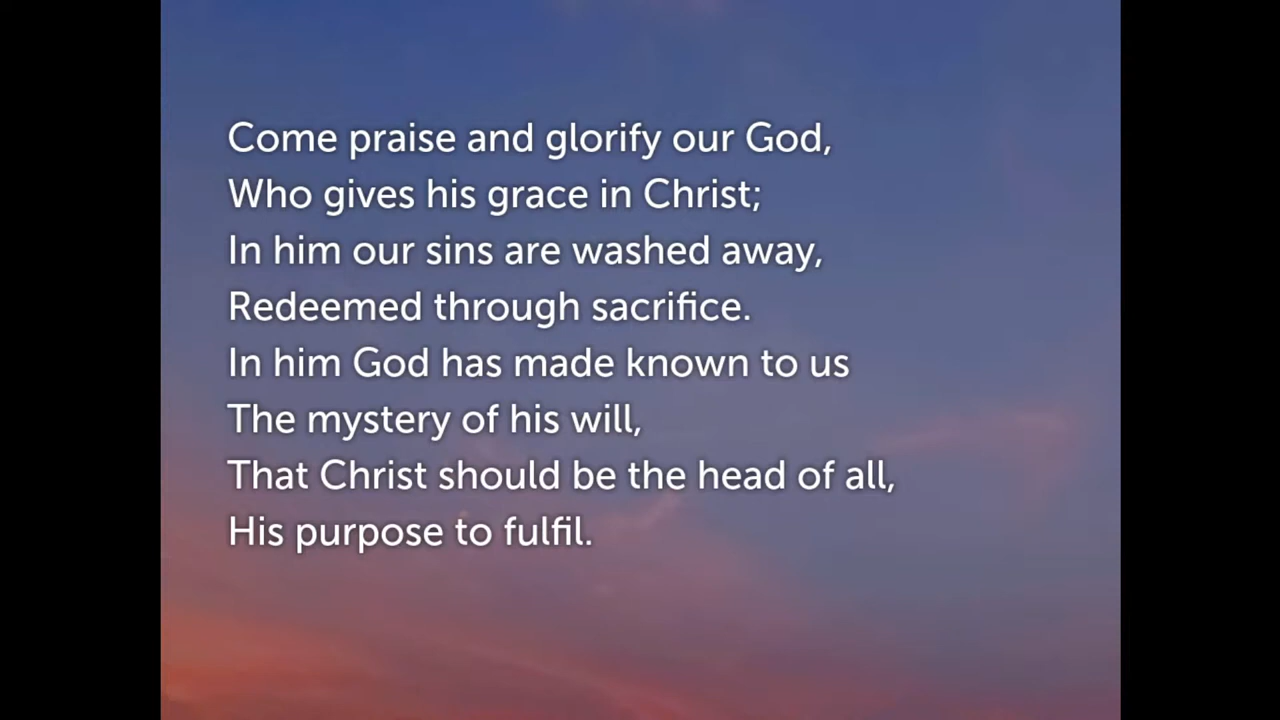 Come praise and glorify our God,
Who gives his grace in Christ;
In him our sins are washed away,
Redeemed through sacrifice.
In him God has made known to us
The mystery of his will,
That Christ should be the head of all,
His purpose to fulfil.